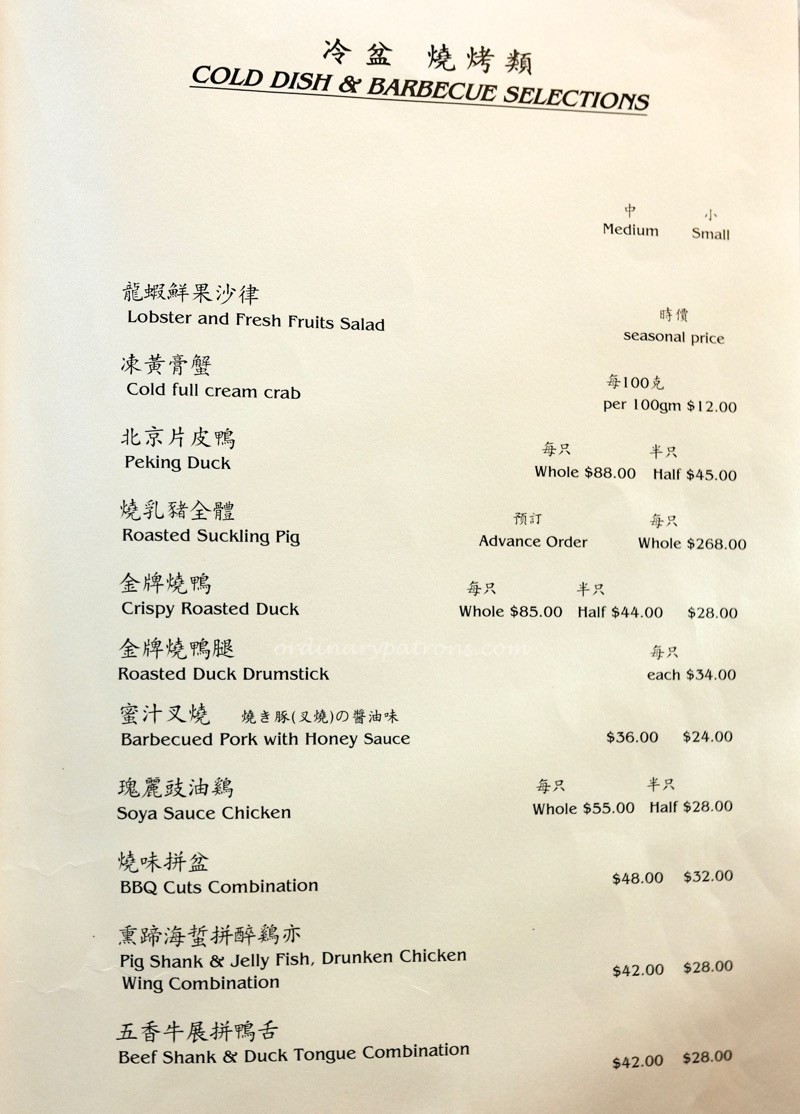 冷盆 燒烤類
COLD DISH & BARBECUE SELECTIONS
中 小
Medium Small
龍蝦鮮果沙律
Lobster and Fresh Fruits Salad
時價
seasonal price
凍黃膏蟹
Cold full cream crab
每100克
per 100gm $12.00
北京片皮鴨
Peking Duck
每只 半只
Whole $88.00 Half $45.00
燒乳豬全體
Roasted Suckling Pig
預訂 每只
Advance Order Whole $268.00
金牌燒鴨
Crispy Roasted Duck
每只 半只
Whole $85.00 Half $44.00 $28.00
金牌燒鴨腿
Roasted Duck Drumstick
每只
each $34.00
ordinarypatrons.com
蜜汁叉燒 燒き豚(叉燒)の醬油味
Barbecued Pork with Honey Sauce
$36.00 $24.00
瑰麗豉油鷄
Soya Sauce Chicken
每只 半只
Whole $55.00 Half $28.00
燒味拼盆
BBQ Cuts Combination
$48.00 $32.00
熏蹄海蜇拼醉鷄亦
Pig Shank & Jelly Fish, Drunken Chicken
Wing Combination
$42.00 $28.00
五香牛展拼鴨舌
Beef Shank & Duck Tongue Combination
$42.00 $28.00